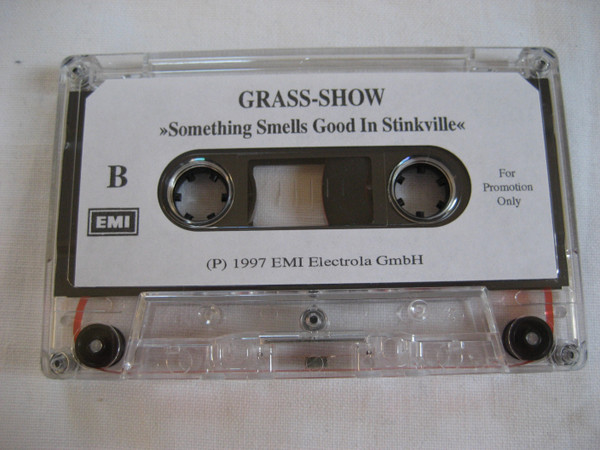 GRASS-SHOW
»Something Smells Good In Stinkville«
B
For
Promotion
Only
EMI
(P) 1997 EMI Electrola GmbH